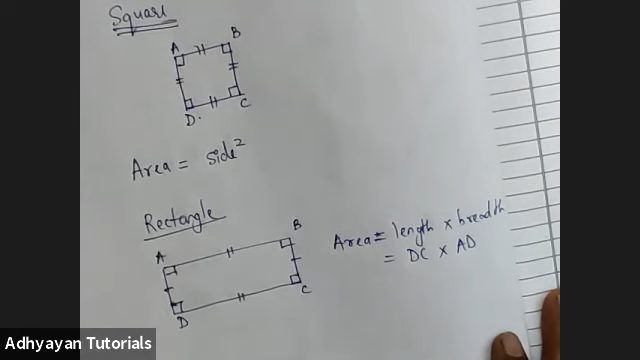 Square
A
B
D
C
Area = side²
Rectangle
A
B
D
C
Area = length × breadth
= DC × AD
Adhyayan Tutorials